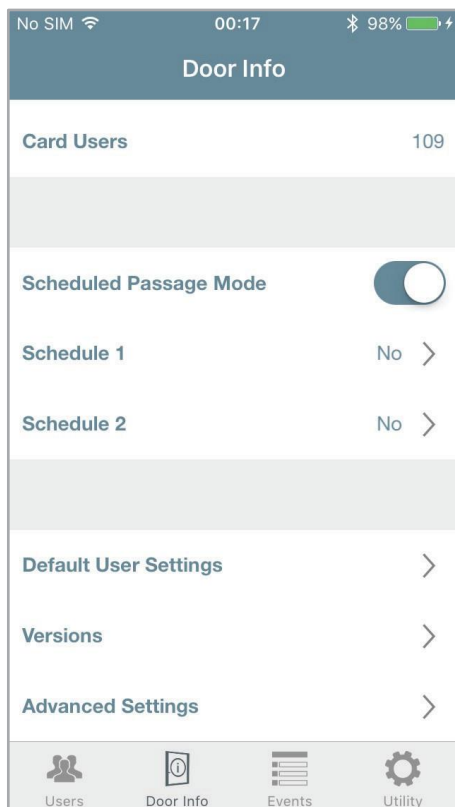 No SIM 00:17 98%
Door Info
Card Users 109
Scheduled Passage Mode
Schedule 1 No
Schedule 2 No
Default User Settings
Versions
Advanced Settings
Users Door Info Events Utility